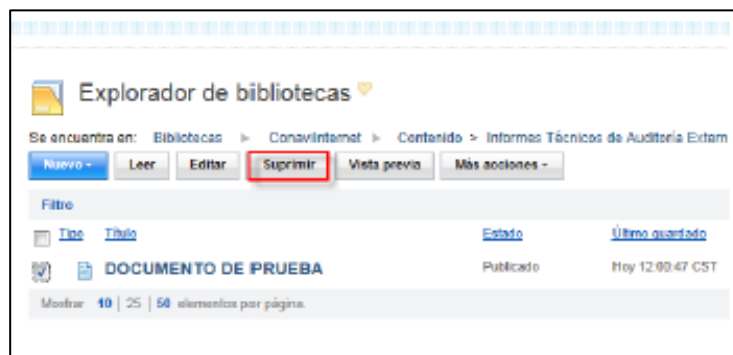 Explorador de bibliotecas
Se encuentra en: Bibliotecas ▸ ConaviInternet ▸ Contenido > Informes Técnicos de Auditoría Extern
Nuevo Leer Editar Suprimir Vista previa Más acciones
Filtro
Tipo Título Estado Último guardado
DOCUMENTO DE PRUEBA Publicado Hoy 12:00:47 CST
Mostrar 10 | 25 | 50 elementos por página.